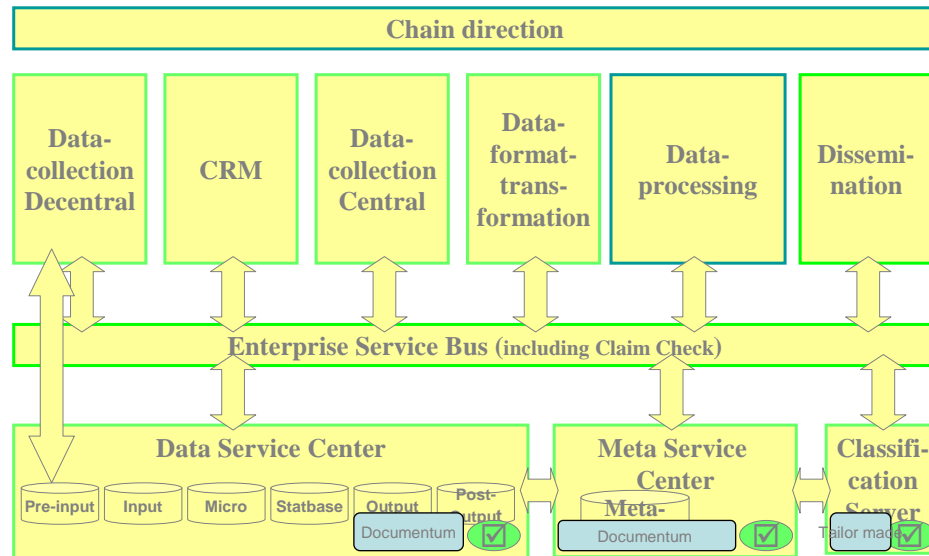 Chain direction
Data-
collection
Decentral
CRM
Data-
collection
Central
Data-
format-
trans-
formation
Data-
processing
Dissemi-
nation
Enterprise Service Bus (including Claim Check)
Data Service Center
Pre-input
Input
Micro
Statbase
Output
Post-
Output
Documentum
Meta Service
Center
Meta-
Documentum
Classifi-
cation
Server
Tailor made